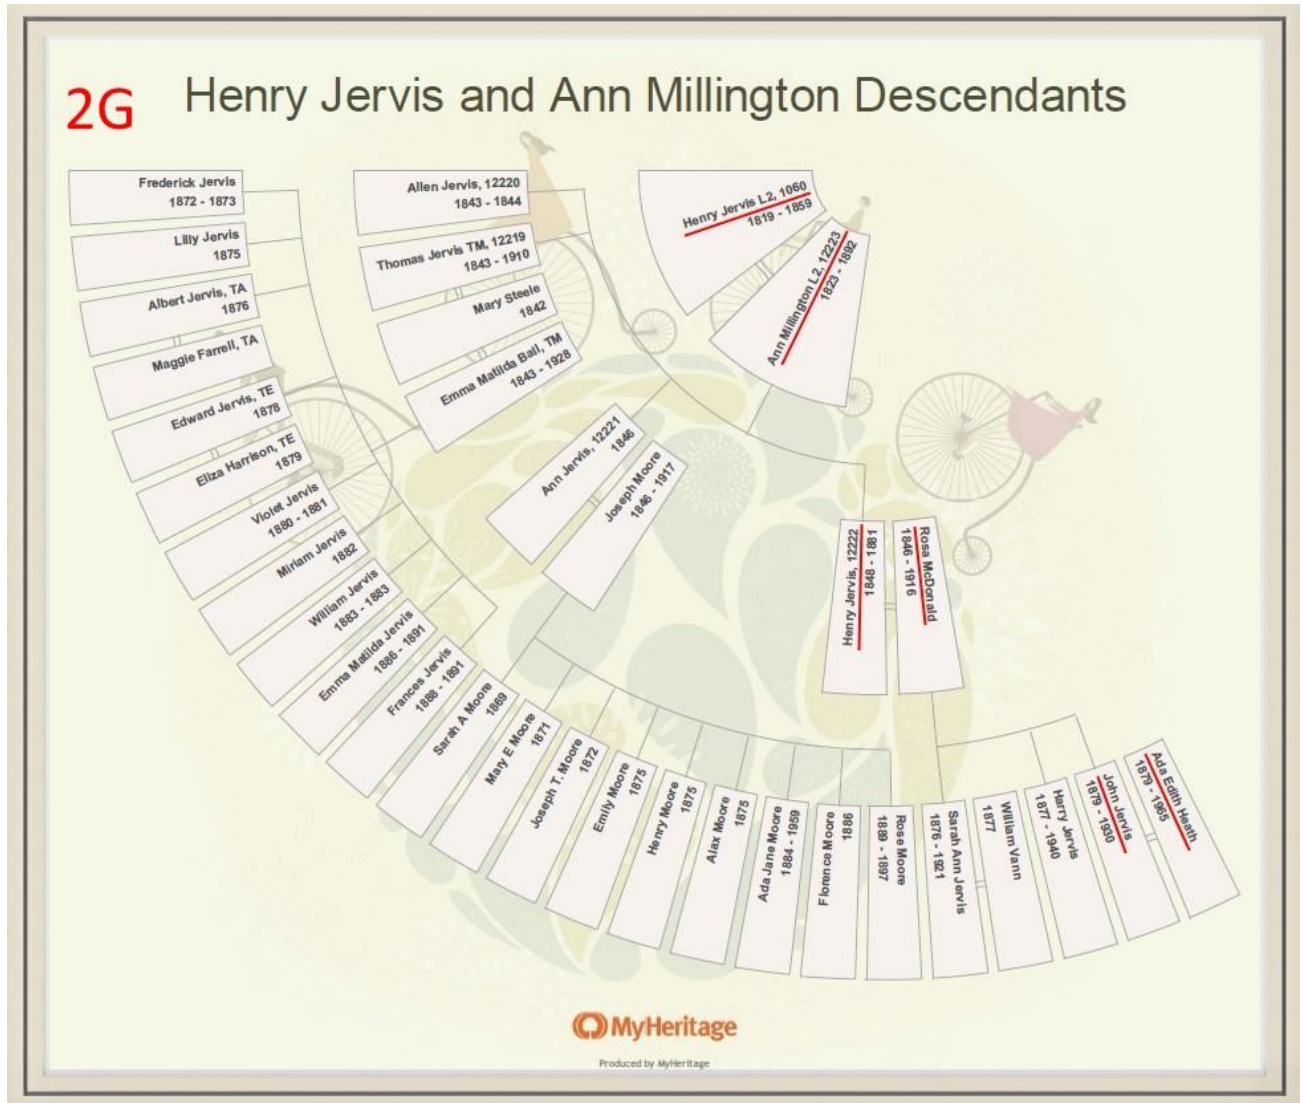 2G
Henry Jervis and Ann Millington Descendants
Frederick Jervis
1872 - 1873
Lilly Jervis
1875
Albert Jervis, TA
1876
Maggie Farrell, TA
Edward Jervis, TE
1878
Eliza Harrison, TE
1879
Violet Jervis
1880 - 1881
Miriam Jervis
1882
William Jervis
1883 - 1883
Emma Matilda Jervis
1886 - 1891
Frances Jervis
1888 - 1891
Allen Jervis, 12220
1843 - 1844
Thomas Jervis TM, 12219
1843 - 1910
Mary Steele
1842
Emma Matilda Ball, TM
1843 - 1928
Henry Jervis L2, 1060
1819 - 1859
Ann Millington L2, 12223
1823 - 1892
Ann Jervis, 12221
1846
Joseph Moore
1846 - 1917
Henry Jervis, 12222
1848 - 1881
Rosa McDonald
1846 - 1916
Sarah A Moore
1869
Mary E Moore
1871
Joseph T. Moore
1872
Emily Moore
1875
Henry Moore
1875
Alax Moore
1875
Ada Jane Moore
1884 - 1959
Florence Moore
1886
Rose Moore
1889 - 1897
Sarah Ann Jervis
1876 - 1921
William Vann
1877
Harry Jervis
1877 - 1940
John Jervis
1879 - 1930
Ada Edith Heath
1879 - 1965
MyHeritage
Produced by MyHeritage